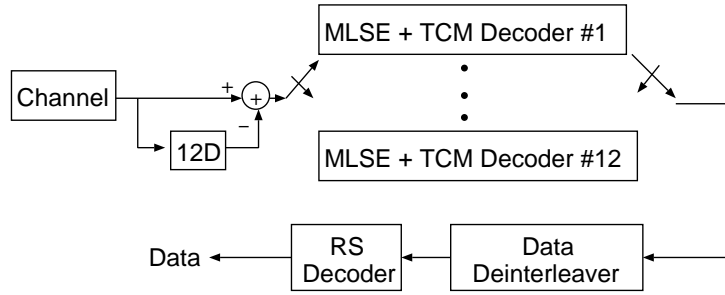 MLSE + TCM Decoder #1
Channel
+
+
−
12D
MLSE + TCM Decoder #12
Data
RS
Decoder
Data
Deinterleaver